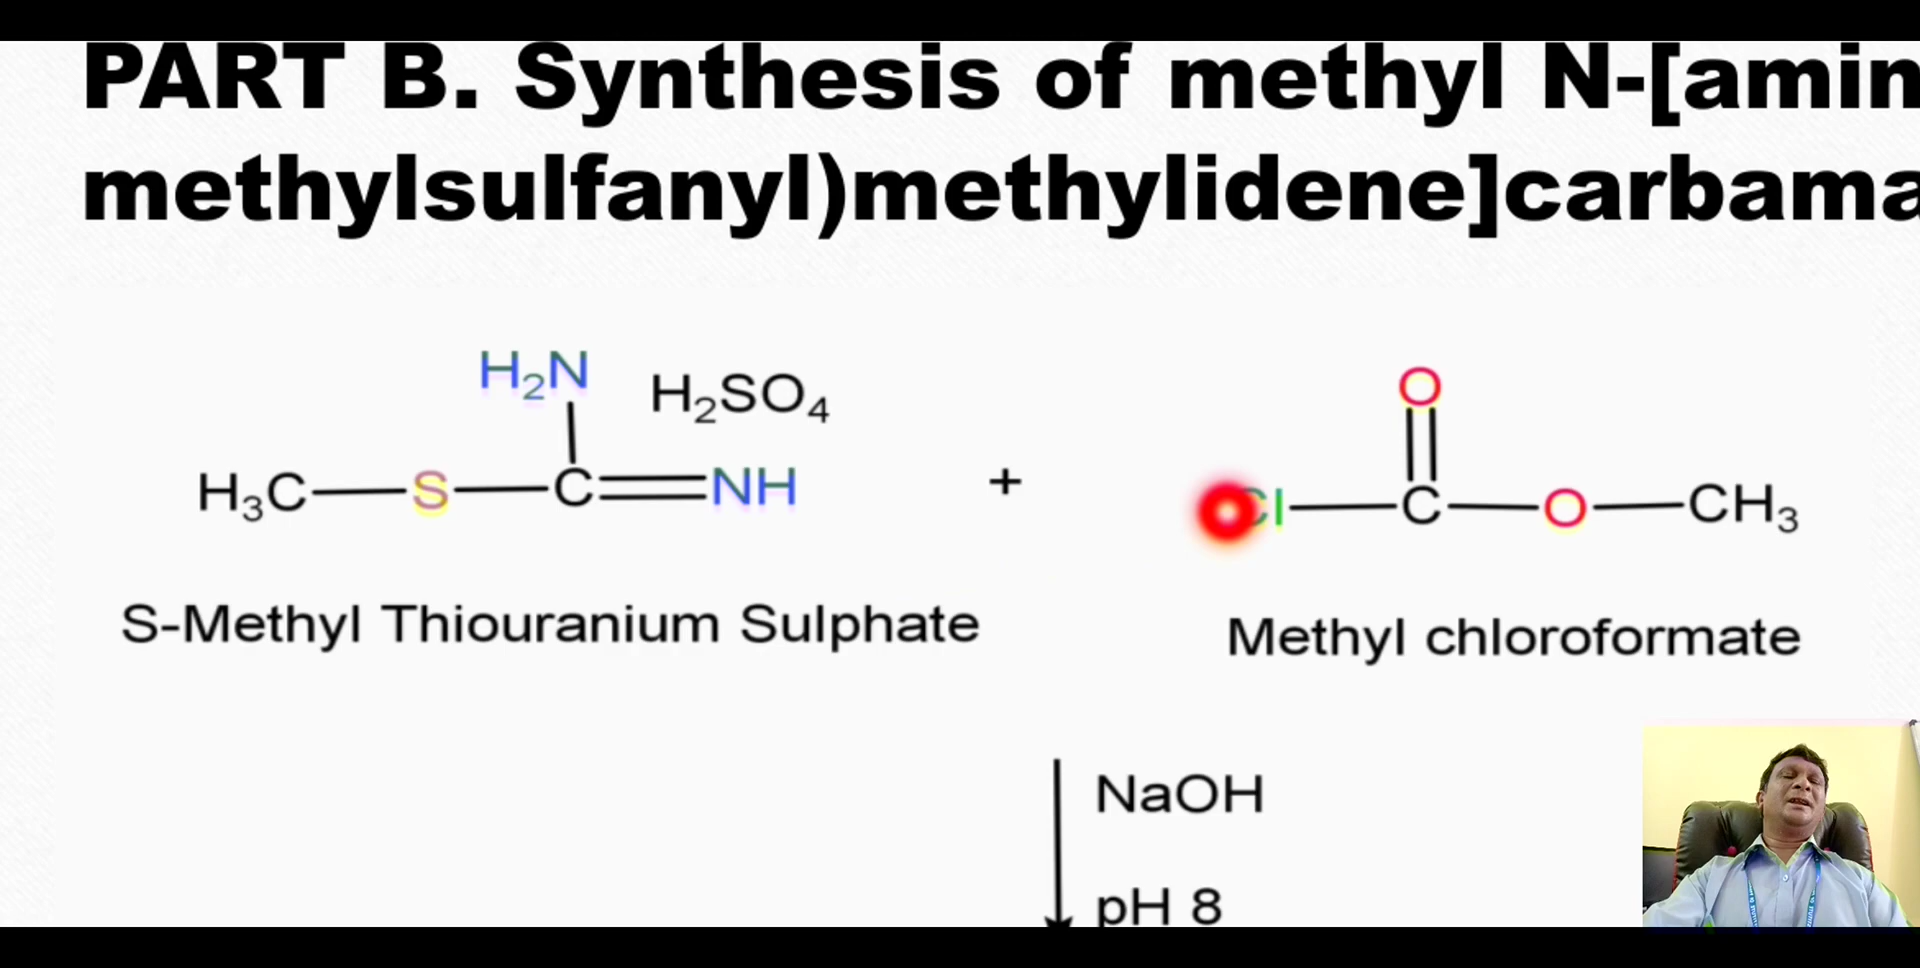 PART B. Synthesis of methyl N-[amin
methylsulfanyl)methylidene]carbama
H2N
H2SO4
H3C S C NH
+
O
Cl C O CH3
S-Methyl Thiouranium Sulphate
Methyl chloroformate
NaOH
pH 8